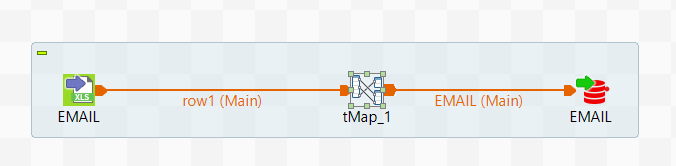 XLS
EMAIL
row1 (Main)
tMap_1
EMAIL (Main)
EMAIL